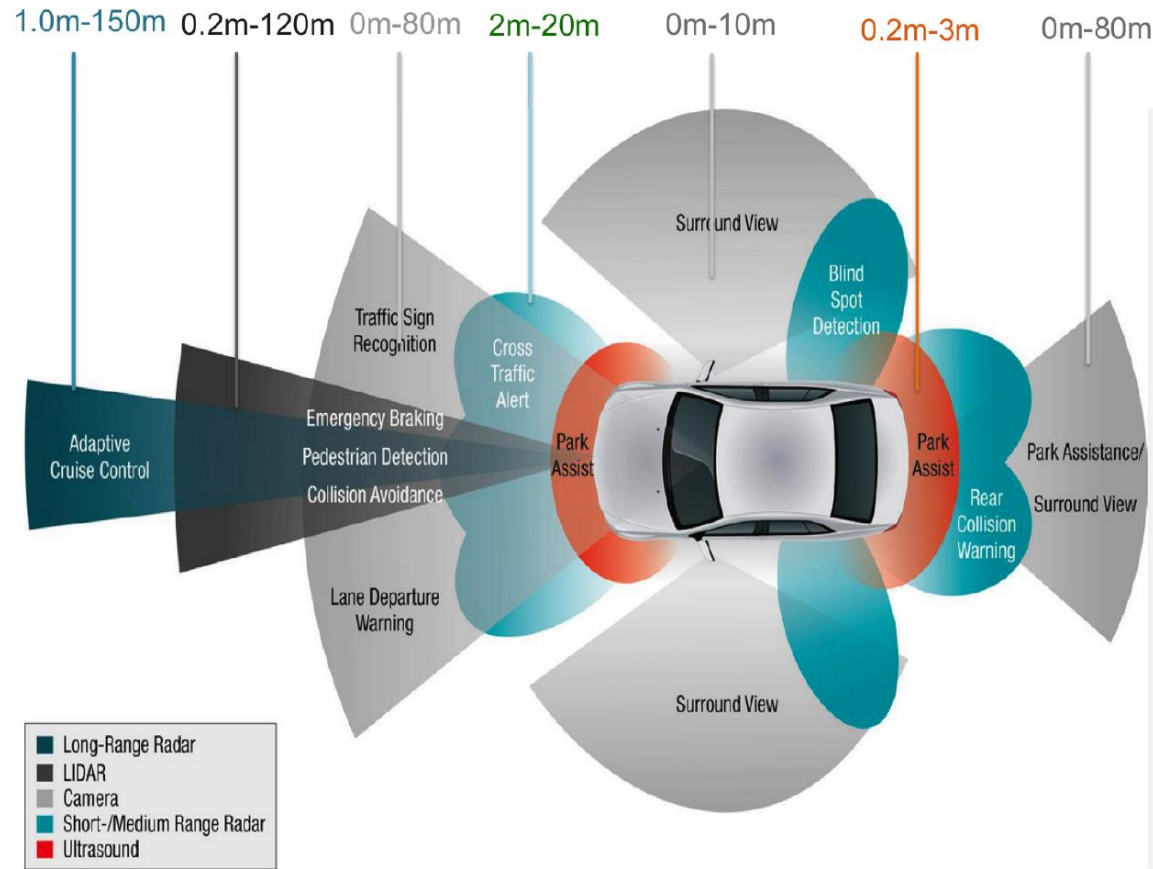 1.0m-150m 0.2m-120m 0m-80m 2m-20m 0m-10m 0.2m-3m 0m-80m
Surround View
Blind
Spot
Detection
Traffic Sign
Recognition
Cross
Traffic
Alert
Emergency Braking
Pedestrian Detection
Collision Avoidance
Adaptive
Cruise Control
Park
Assist
Park
Assist
Park Assistance/
Surround View
Rear
Collision
Warning
Lane Departure
Warning
Surround View
Long-Range Radar
LIDAR
Camera
Short-/Medium Range Radar
Ultrasound